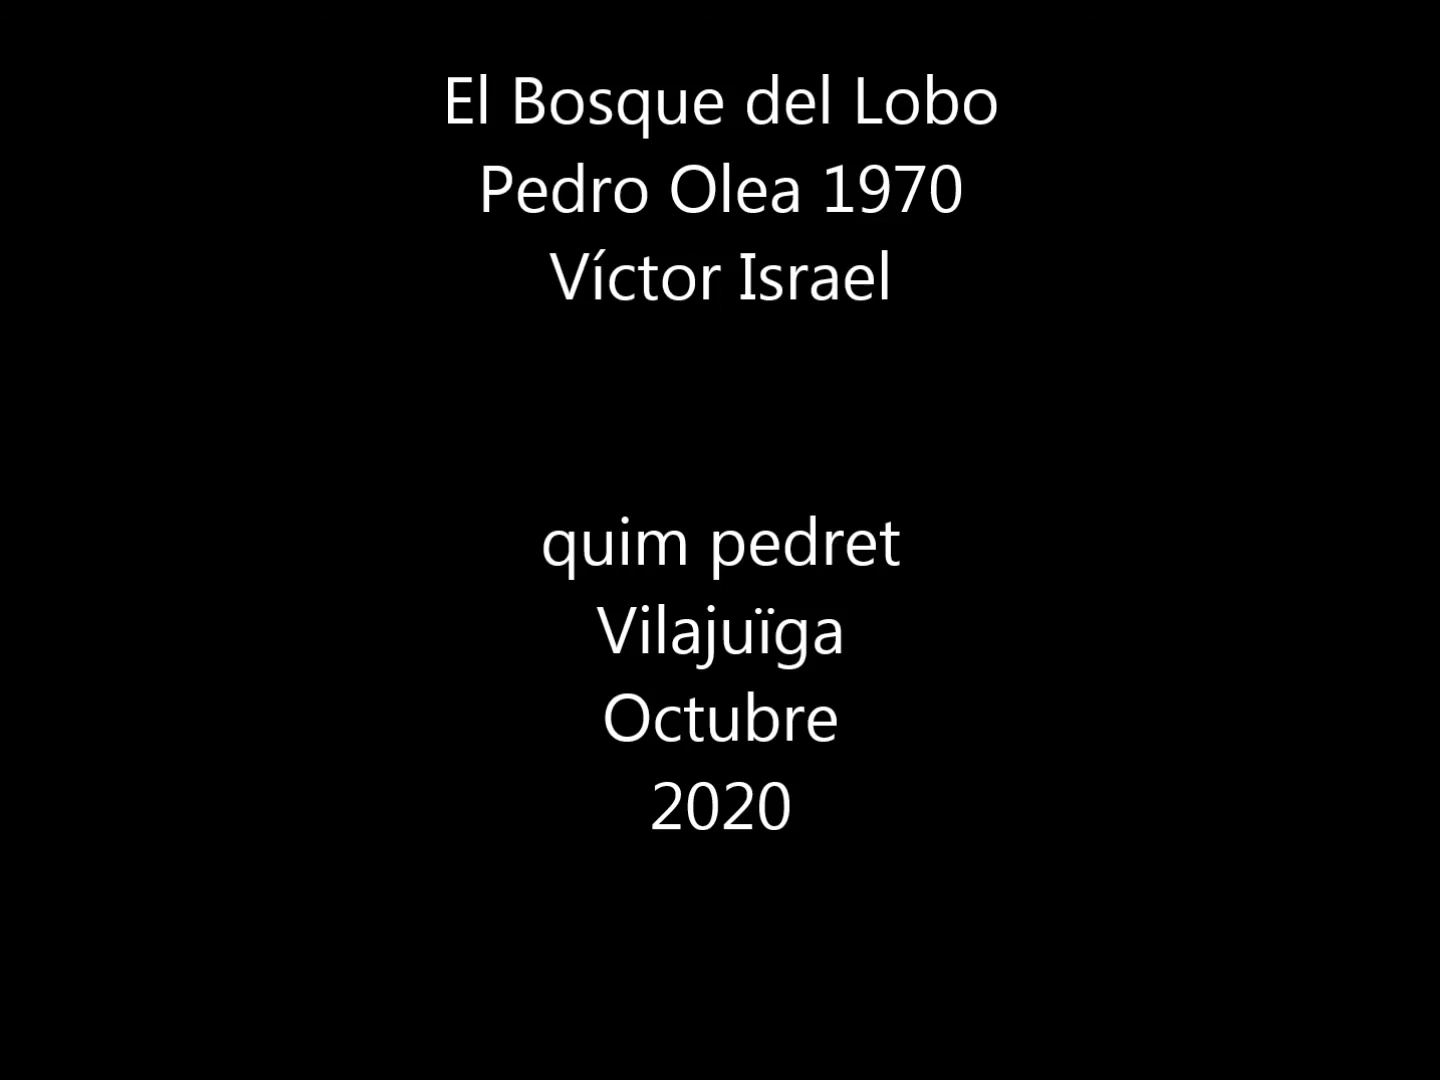 El Bosque del Lobo
Pedro Olea 1970
Víctor Israel
quim pedret
Vilajuïga
Octubre
2020